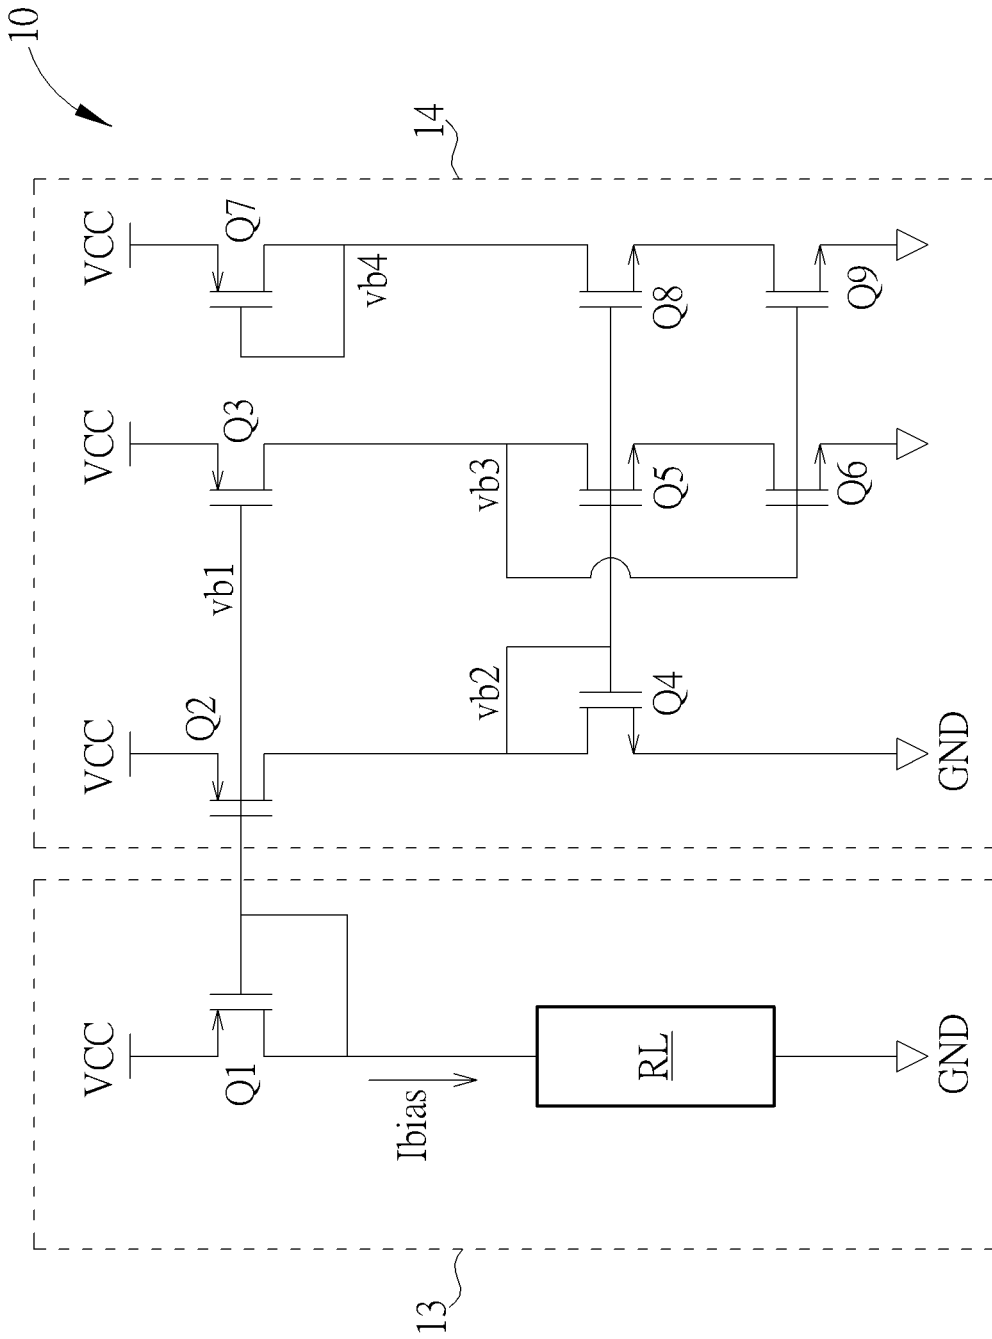 10
14
VCC
VCC
VCC
VCC
Q1
Q2
Q3
Q7
vb1
vb4
vb2
vb3
Ibias
RL
Q4
Q5
Q8
Q6
Q9
GND
GND
13